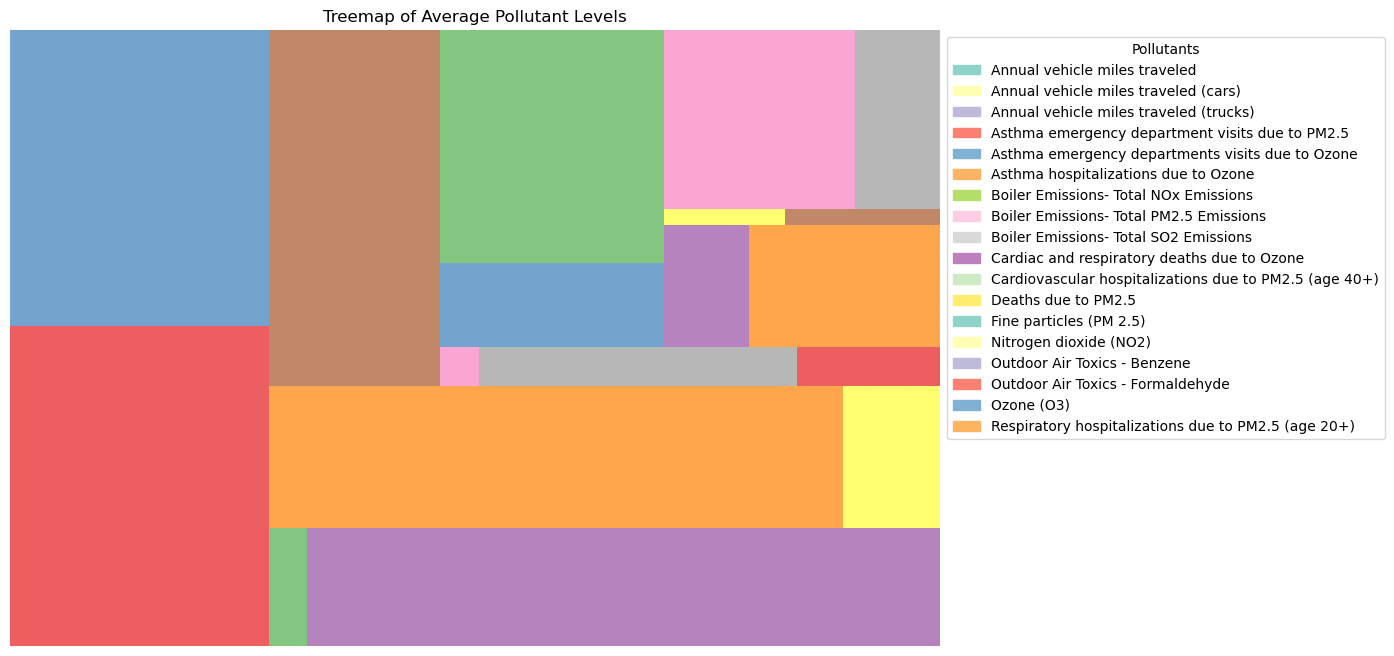 Treemap of Average Pollutant Levels
Pollutants
Annual vehicle miles traveled
Annual vehicle miles traveled (cars)
Annual vehicle miles traveled (trucks)
Asthma emergency department visits due to PM2.5
Asthma emergency departments visits due to Ozone
Asthma hospitalizations due to Ozone
Boiler Emissions- Total NOx Emissions
Boiler Emissions- Total PM2.5 Emissions
Boiler Emissions- Total SO2 Emissions
Cardiac and respiratory deaths due to Ozone
Cardiovascular hospitalizations due to PM2.5 (age 40+)
Deaths due to PM2.5
Fine particles (PM 2.5)
Nitrogen dioxide (NO2)
Outdoor Air Toxics - Benzene
Outdoor Air Toxics - Formaldehyde
Ozone (O3)
Respiratory hospitalizations due to PM2.5 (age 20+)